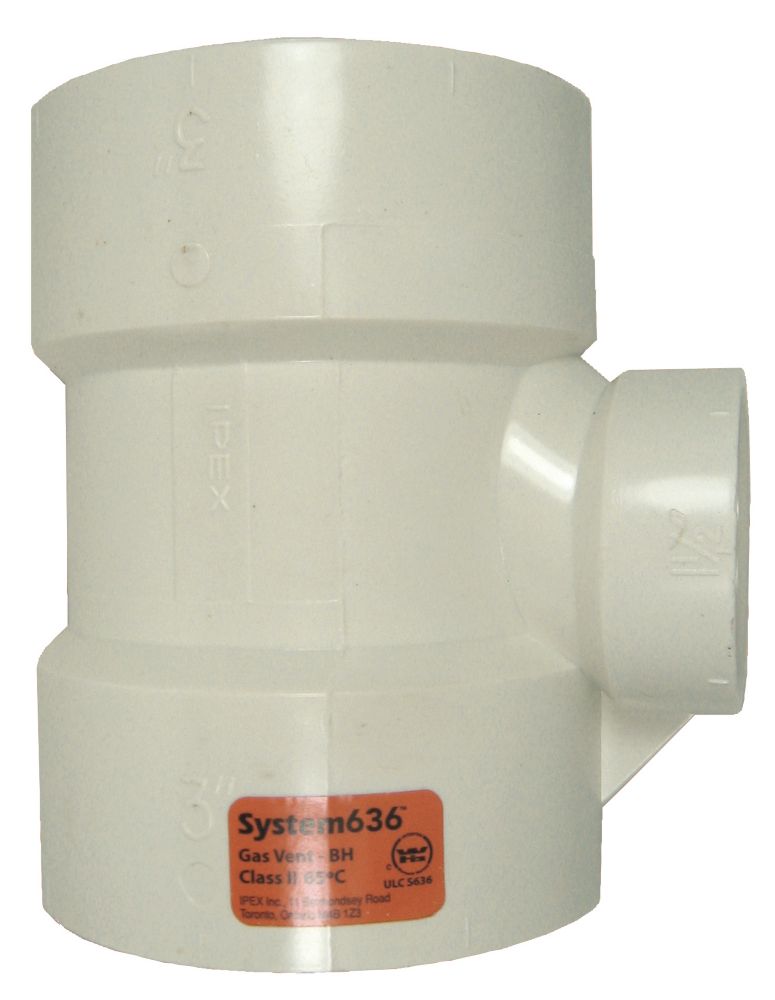 3"
IPEX
1½
3"
System636™
Gas Vent - BH
Class II 65ºC
c
ULC S636
IPEX Inc., 11 Bermondsey Road
Toronto, Ontario M4B 1Z3